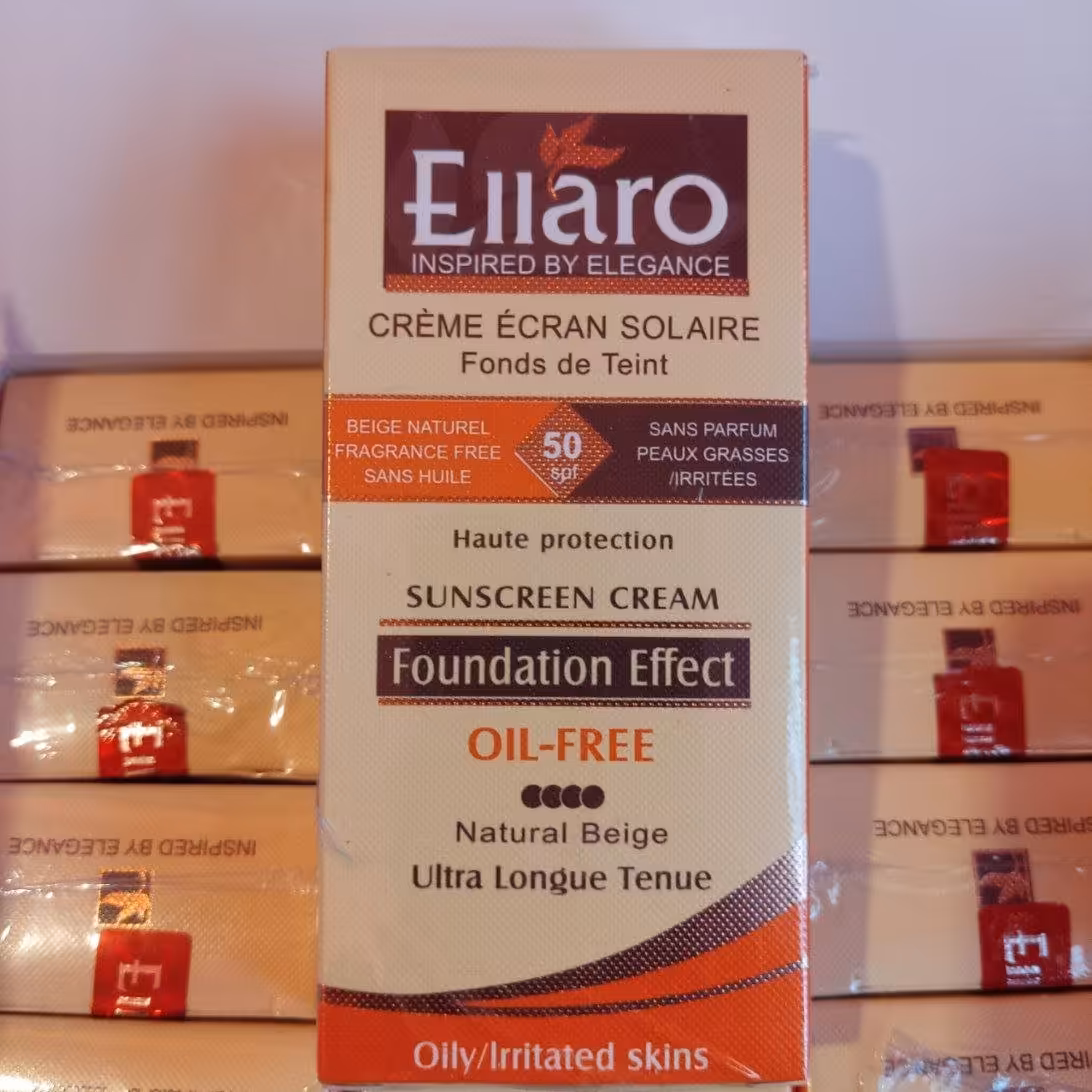 Ellaro
INSPIRED BY ELEGANCE
CRÈME ÉCRAN SOLAIRE
Fonds de Teint
BEIGE NATUREL
FRAGRANCE FREE
SANS HUILE
50
spf
SANS PARFUM
PEAUX GRASSES
/IRRITÉES
Haute protection
SUNSCREEN CREAM
Foundation Effect
OIL-FREE
Natural Beige
Ultra Longue Tenue
Oily/Irritated skins
INSPIRED BY ELEGANCE
INSPIRED BY ELEGANCE
INSPIRED BY ELEGANCE
INSPIRED BY ELEGANCE
INSPIRED BY ELEGANCE
INSPIRED BY ELEGANCE
INSPIRED BY ELEGANCE